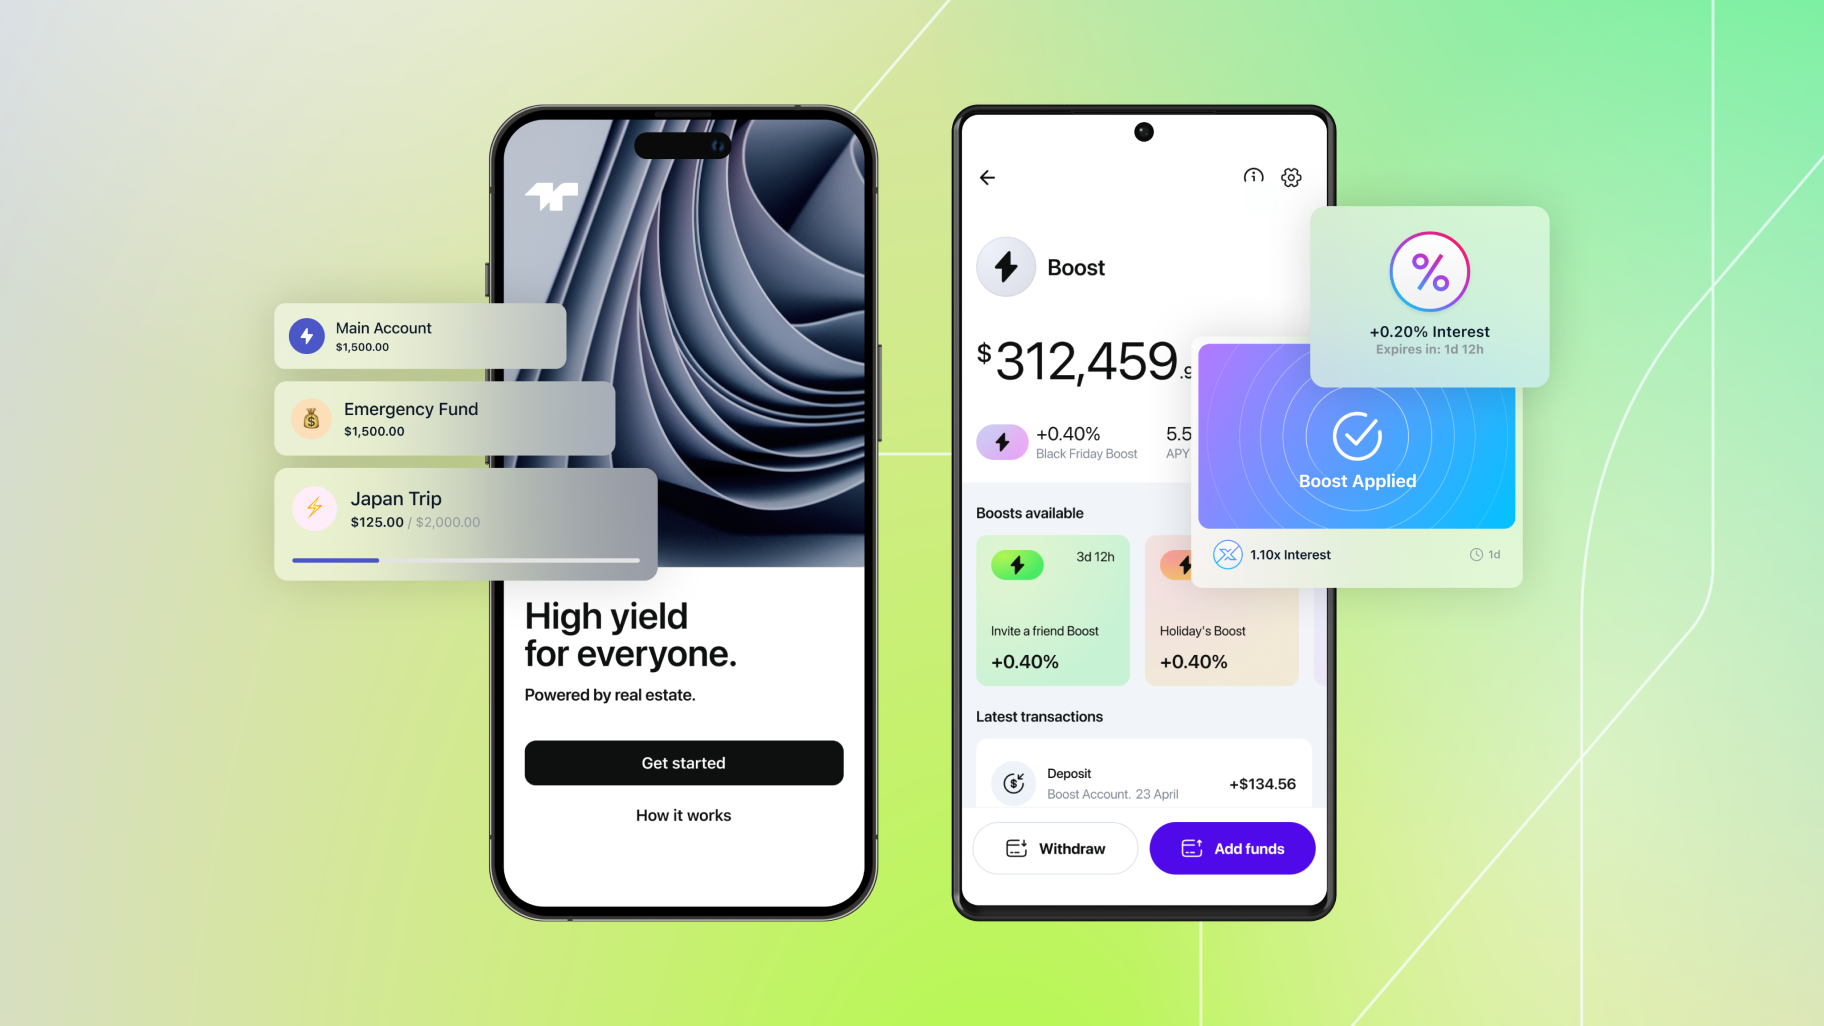 Main Account
$1,500.00
Emergency Fund
$1,500.00
Japan Trip
$125.00 / $2,000.00
High yield
for everyone.
Powered by real estate.
Get started
How it works
Boost
$312,459.9
+0.40%
Black Friday Boost
5.5
APY
Boosts available
3d 12h
Invite a friend Boost
+0.40%
Holiday's Boost
+0.40%
Latest transactions
Deposit
Boost Account. 23 April
+$134.56
Withdraw
Add funds
%
+0.20% Interest
Expires in: 1d 12h
Boost Applied
1.10x Interest
1d